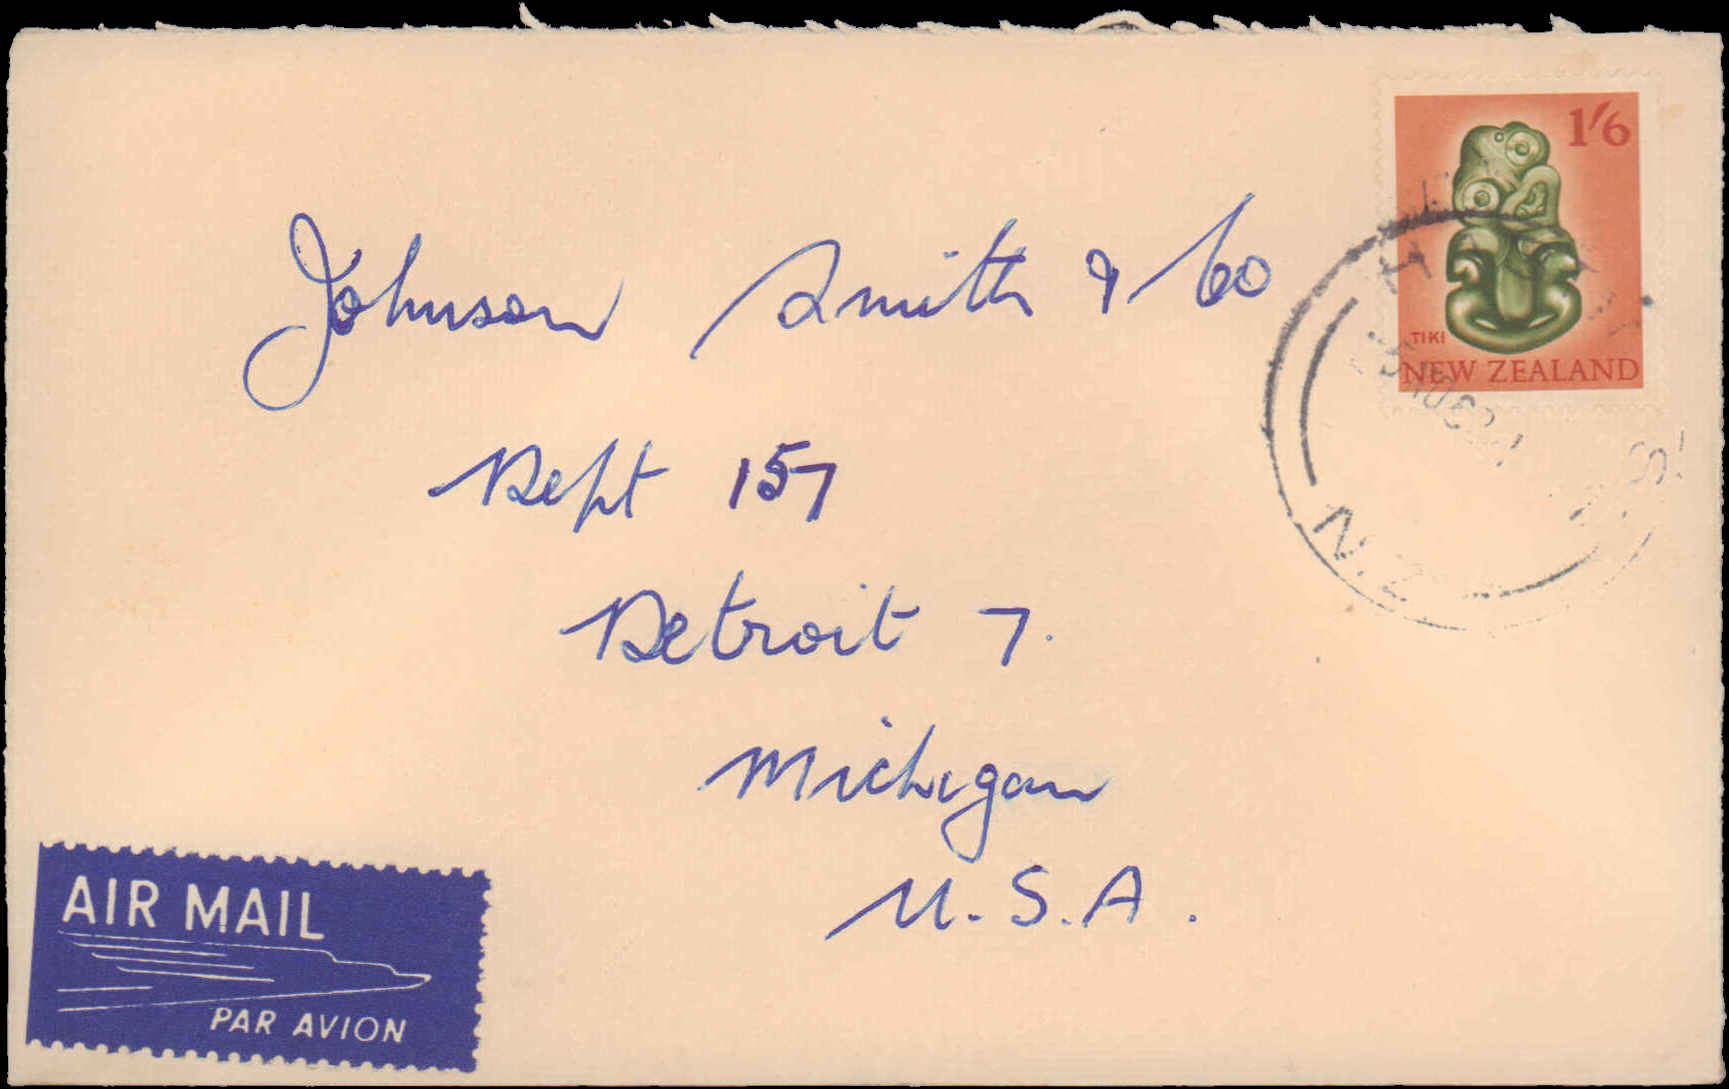 Johnson Smith & Co
Dept 157
Detroit 7.
Michigan
U.S.A.
1/6
TIKI
NEW ZEALAND
N.Z.
AIR MAIL
PAR AVION